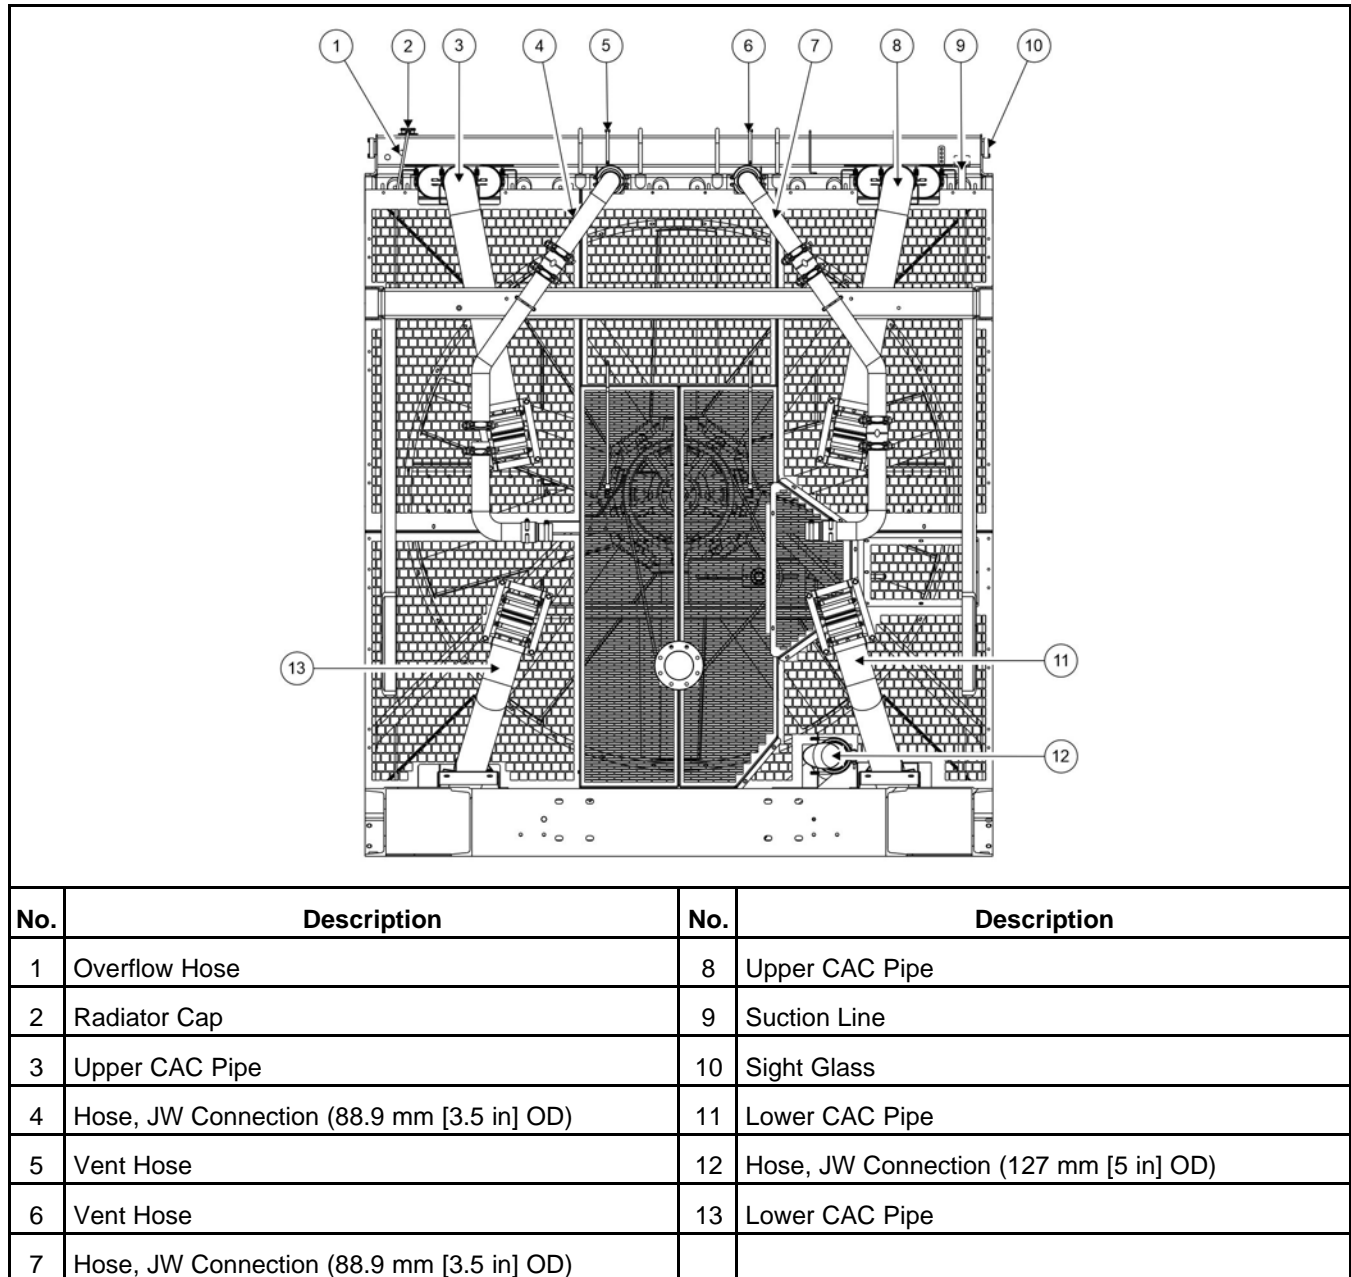 1 2 3 4 5 6 7 8 9 10
13 11
12
No. Description No. Description
1 Overflow Hose 8 Upper CAC Pipe
2 Radiator Cap 9 Suction Line
3 Upper CAC Pipe 10 Sight Glass
4 Hose, JW Connection (88.9 mm [3.5 in] OD) 11 Lower CAC Pipe
5 Vent Hose 12 Hose, JW Connection (127 mm [5 in] OD)
6 Vent Hose 13 Lower CAC Pipe
7 Hose, JW Connection (88.9 mm [3.5 in] OD)